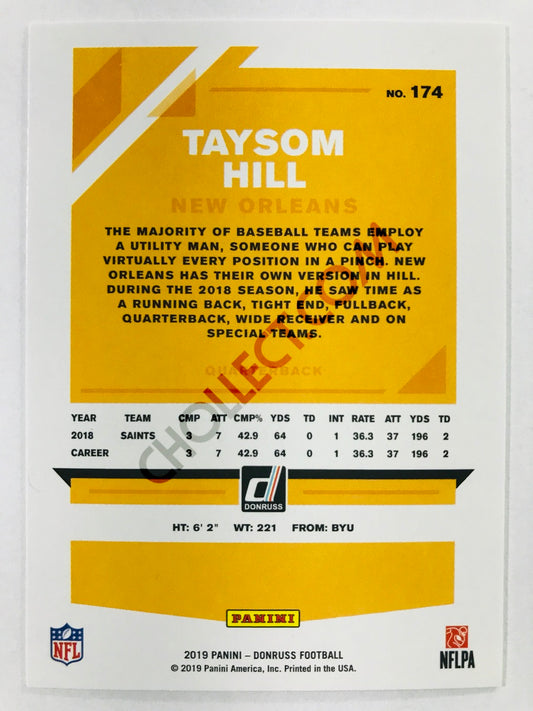 NO. 174
TAYSOM
HILL
NEW ORLEANS
THE MAJORITY OF BASEBALL TEAMS EMPLOY
A UTILITY MAN, SOMEONE WHO CAN PLAY
VIRTUALLY EVERY POSITION IN A PINCH. NEW
ORLEANS HAS THEIR OWN VERSION IN HILL.
DURING THE 2018 SEASON, HE SAW TIME AS
A RUNNING BACK, TIGHT END, FULLBACK,
QUARTERBACK, WIDE RECEIVER AND ON
SPECIAL TEAMS.
QUARTERBACK
YEAR TEAM CMP ATT CMP% YDS TD INT RATE ATT YDS TD
2018 SAINTS 3 7 42.9 64 0 1 36.3 37 196 2
CAREER 3 7 42.9 64 0 1 36.3 37 196 2
d
DONRUSS
HT: 6' 2" WT: 221 FROM: BYU
PANINI
NFL
NFLPA
2019 PANINI – DONRUSS FOOTBALL
© 2019 Panini America, Inc. Printed in the USA.
CHOLLECT.COM